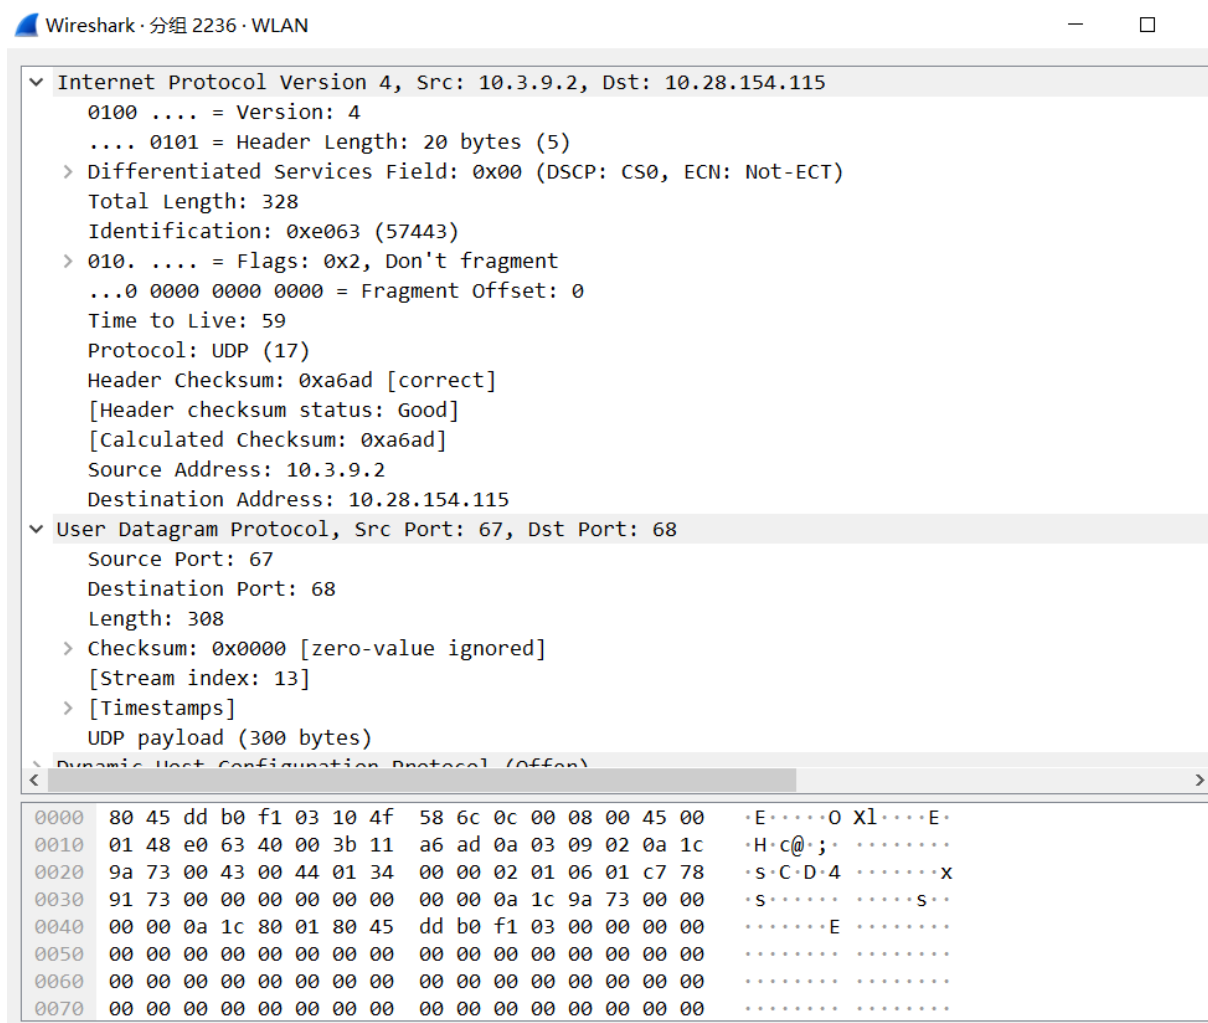 Wireshark · 分组 2236 · WLAN
Internet Protocol Version 4, Src: 10.3.9.2, Dst: 10.28.154.115
0100 .... = Version: 4
.... 0101 = Header Length: 20 bytes (5)
Differentiated Services Field: 0x00 (DSCP: CS0, ECN: Not-ECT)
Total Length: 328
Identification: 0xe063 (57443)
010. .... = Flags: 0x2, Don't fragment
...0 0000 0000 0000 = Fragment Offset: 0
Time to Live: 59
Protocol: UDP (17)
Header Checksum: 0xa6ad [correct]
[Header checksum status: Good]
[Calculated Checksum: 0xa6ad]
Source Address: 10.3.9.2
Destination Address: 10.28.154.115
User Datagram Protocol, Src Port: 67, Dst Port: 68
Source Port: 67
Destination Port: 68
Length: 308
Checksum: 0x0000 [zero-value ignored]
[Stream index: 13]
[Timestamps]
UDP payload (300 bytes)
Dynamic Host Configuration Protocol (Offer)
0000 80 45 dd b0 f1 03 10 4f 58 6c 0c 00 08 00 45 00 ·E·····O Xl····E·
0010 01 48 e0 63 40 00 3b 11 a6 ad 0a 03 09 02 0a 1c ·H·c@·;· ········
0020 9a 73 00 43 00 44 01 34 00 00 02 01 06 01 c7 78 ·s·C·D·4 ·······x
0030 91 73 00 00 00 00 00 00 00 00 0a 1c 9a 73 00 00 ·s······ ·····s··
0040 00 00 0a 1c 80 01 80 45 dd b0 f1 03 00 00 00 00 ·······E ········
0050 00 00 00 00 00 00 00 00 00 00 00 00 00 00 00 00 ········ ········
0060 00 00 00 00 00 00 00 00 00 00 00 00 00 00 00 00 ········ ········
0070 00 00 00 00 00 00 00 00 00 00 00 00 00 00 00 00 ········ ········